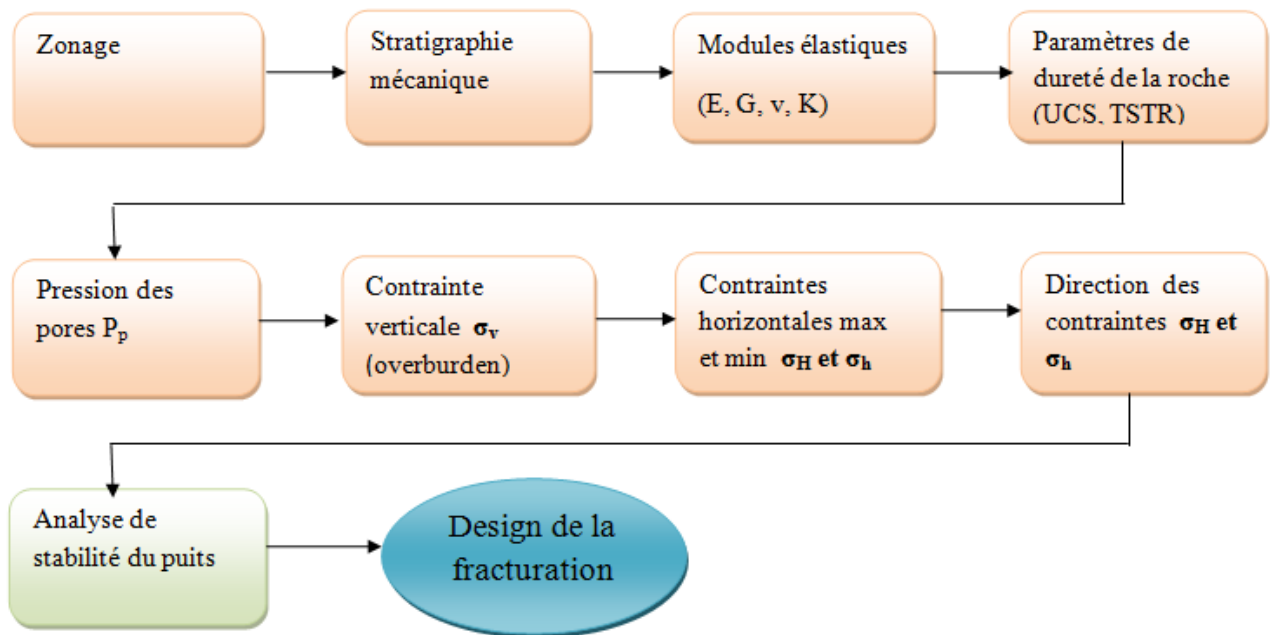 Zonage
Stratigraphie
mécanique
Modules élastiques
(E, G, v, K)
Paramètres de
dureté de la roche
(UCS, TSTR)
Pression des
pores Pp
Contrainte
verticale σv
(overburden)
Contraintes
horizontales max
et min σH et σh
Direction des
contraintes σH et
σh
Analyse de
stabilité du puits
Design de la
fracturation